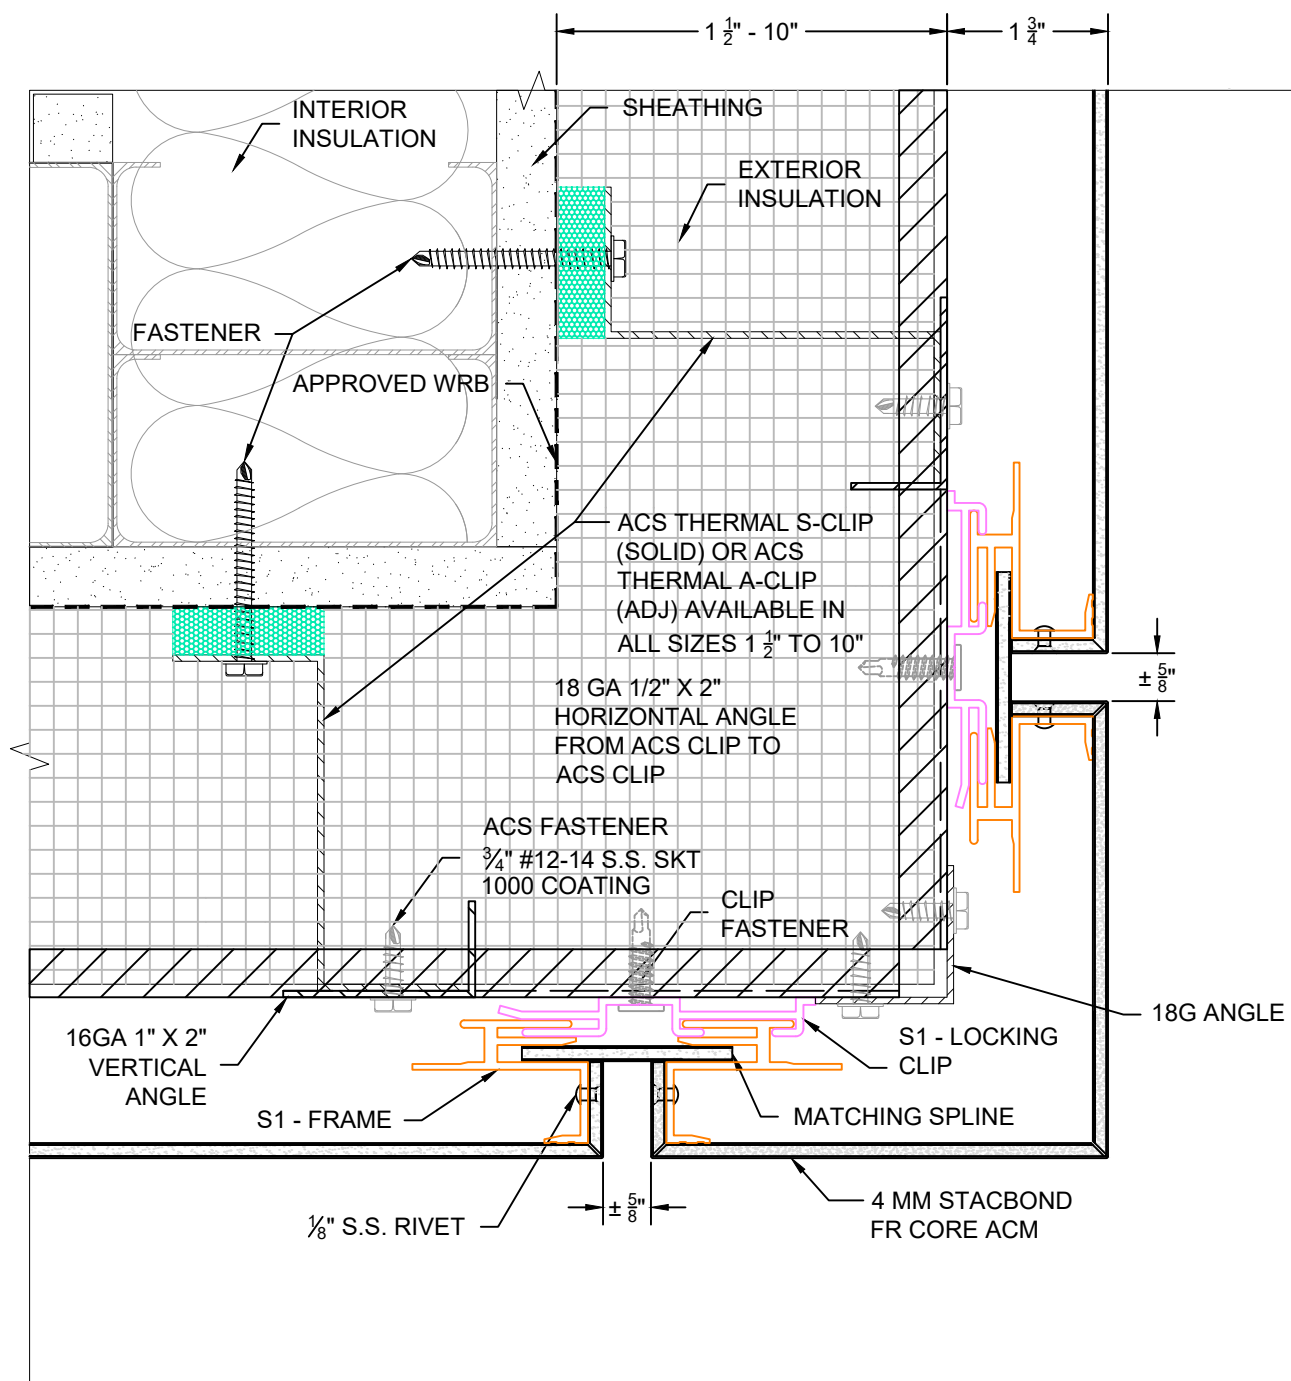 1 1/2" - 10"
1 3/4"
INTERIOR
INSULATION
SHEATHING
EXTERIOR
INSULATION
FASTENER
APPROVED WRB
ACS THERMAL S-CLIP
(SOLID) OR ACS
THERMAL A-CLIP
(ADJ) AVAILABLE IN
ALL SIZES 1 1/2" TO 10"
± 5/8"
18 GA 1/2" X 2"
HORIZONTAL ANGLE
FROM ACS CLIP TO
ACS CLIP
ACS FASTENER
3/4" #12-14 S.S. SKT
1000 COATING
CLIP
FASTENER
18G ANGLE
16GA 1" X 2"
VERTICAL
ANGLE
S1 - LOCKING
CLIP
S1 - FRAME
MATCHING SPLINE
1/8" S.S. RIVET
± 5/8"
4 MM STACBOND
FR CORE ACM